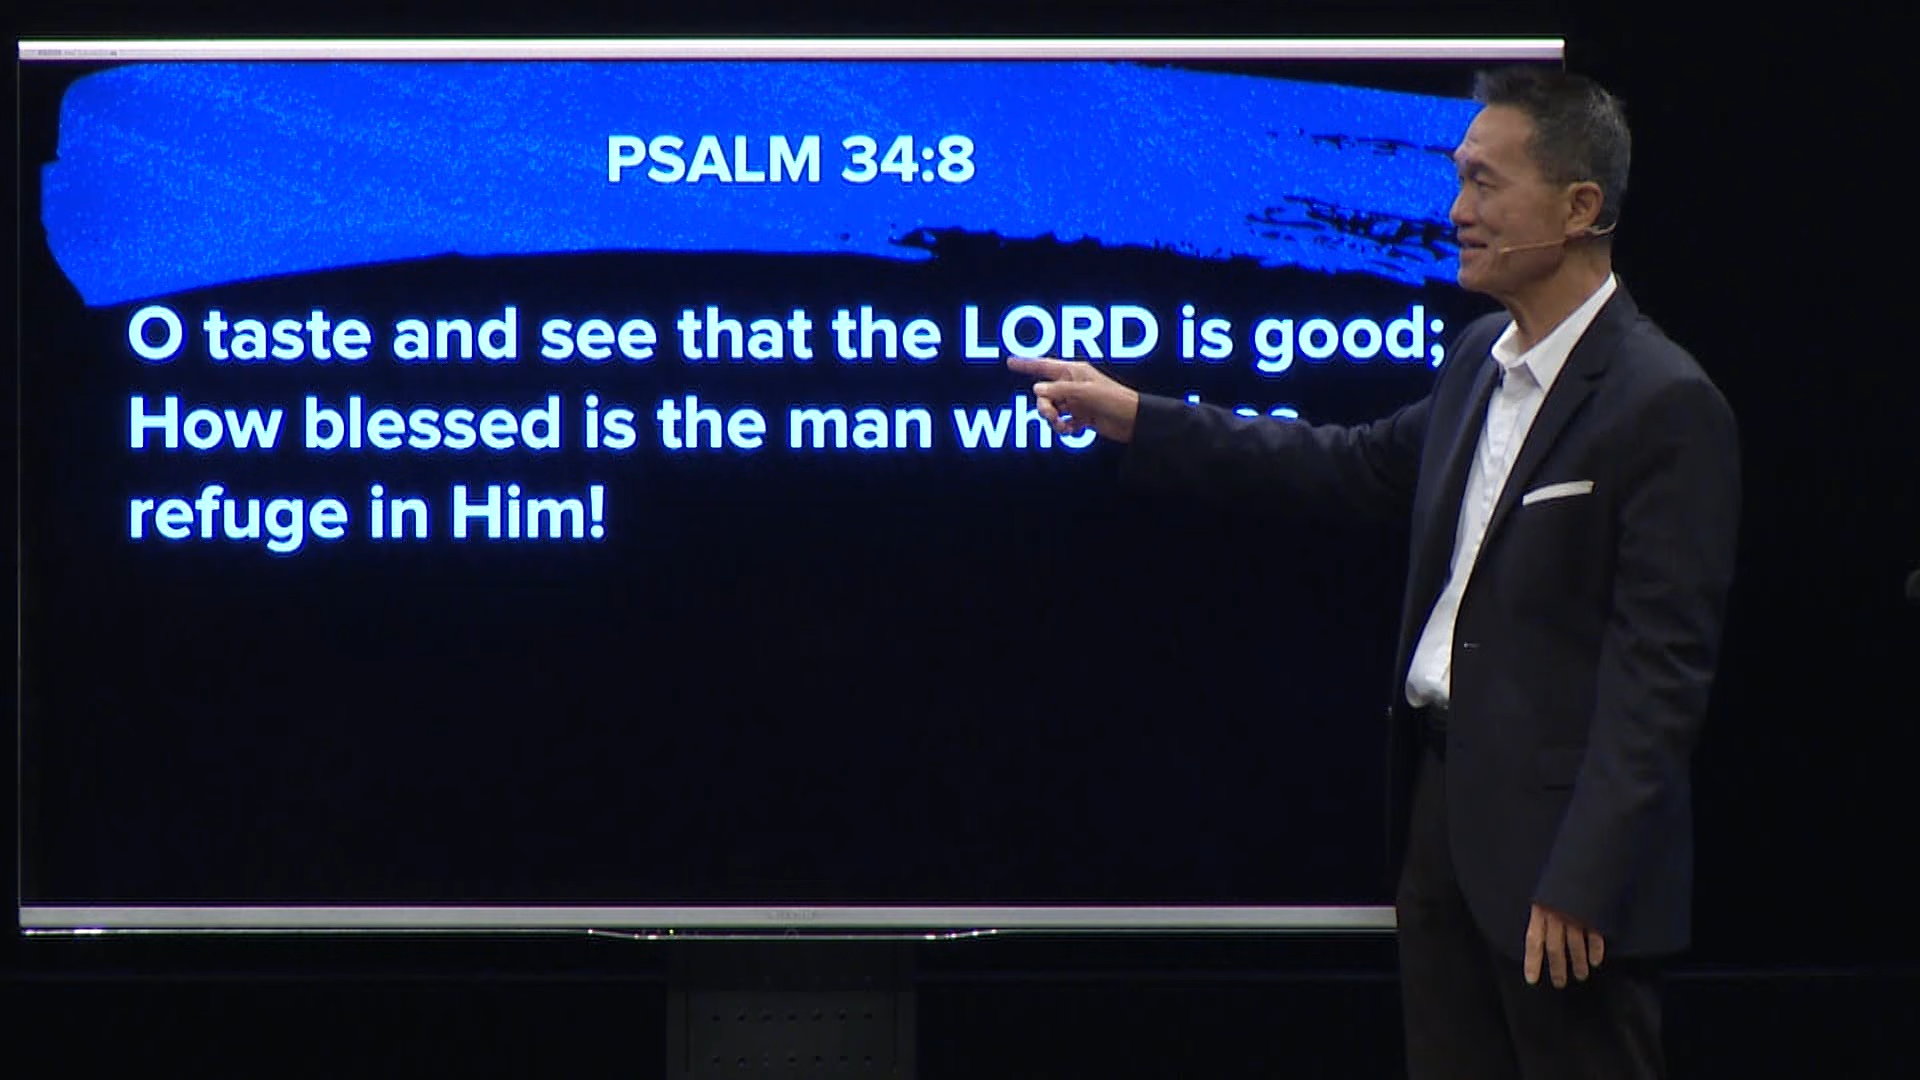 PSALM 34:8
O taste and see that the LORD is good;
How blessed is the man who
refuge in Him!